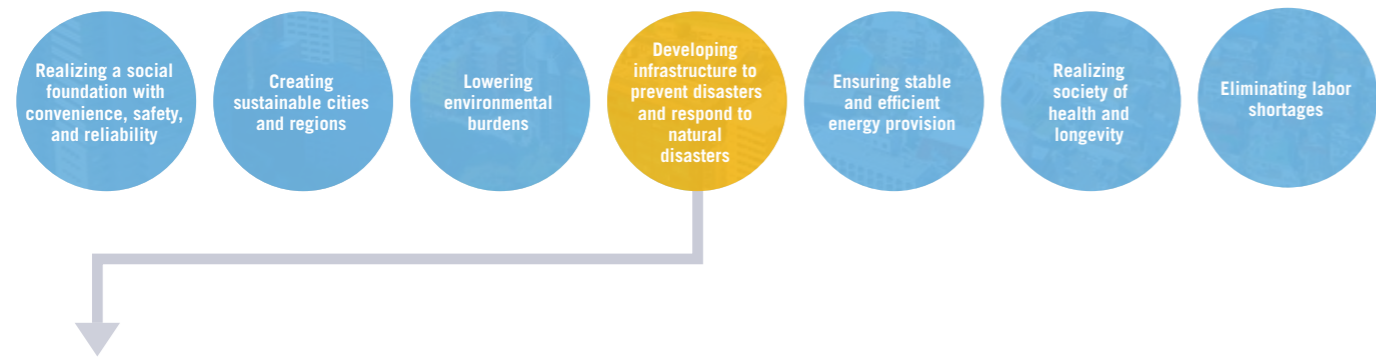 Realizing a social
foundation with
convenience, safety,
and reliability
Creating
sustainable cities
and regions
Lowering
environmental
burdens
Developing
infrastructure to
prevent disasters
and respond to
natural
disasters
Ensuring stable
and efficient
energy provision
Realizing
society of
health and
longevity
Eliminating labor
shortages